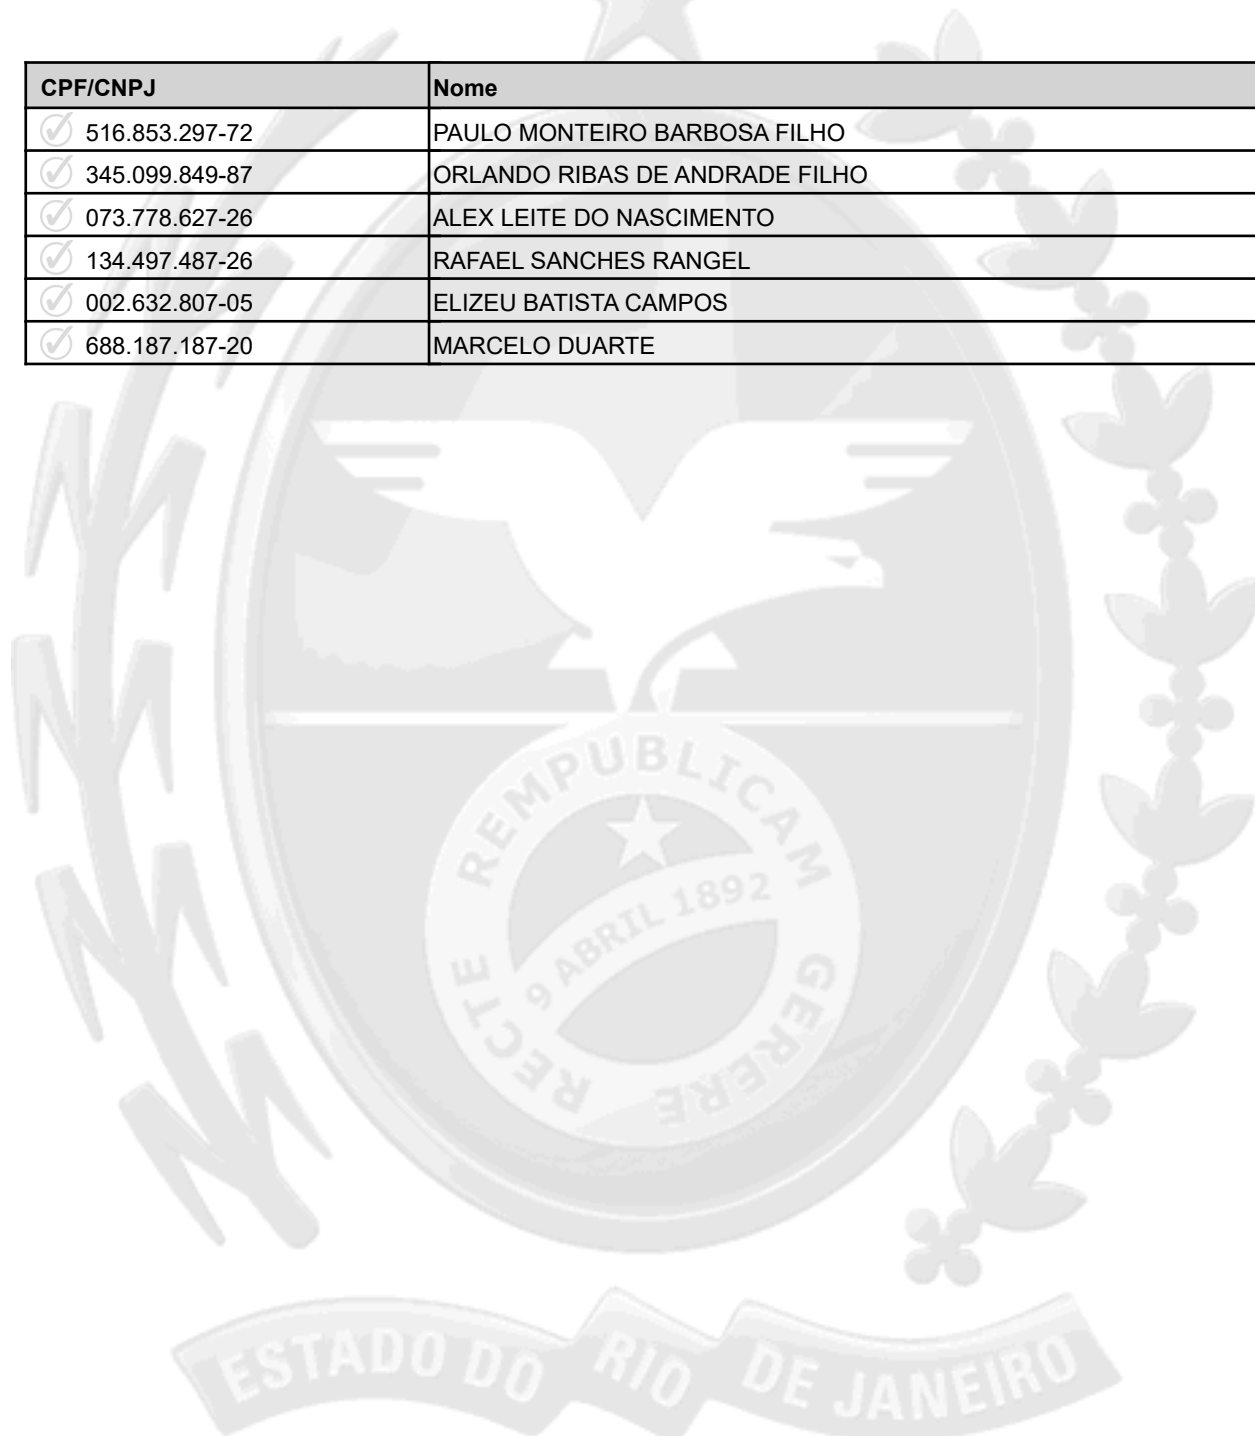 CPF/CNPJ Nome
516.853.297-72 PAULO MONTEIRO BARBOSA FILHO
345.099.849-87 ORLANDO RIBAS DE ANDRADE FILHO
073.778.627-26 ALEX LEITE DO NASCIMENTO
134.497.487-26 RAFAEL SANCHES RANGEL
002.632.807-05 ELIZEU BATISTA CAMPOS
688.187.187-20 MARCELO DUARTE
RECTE REMPUBLICAM GERERE
9 ABRIL 1892
ESTADO DO RIO DE JANEIRO